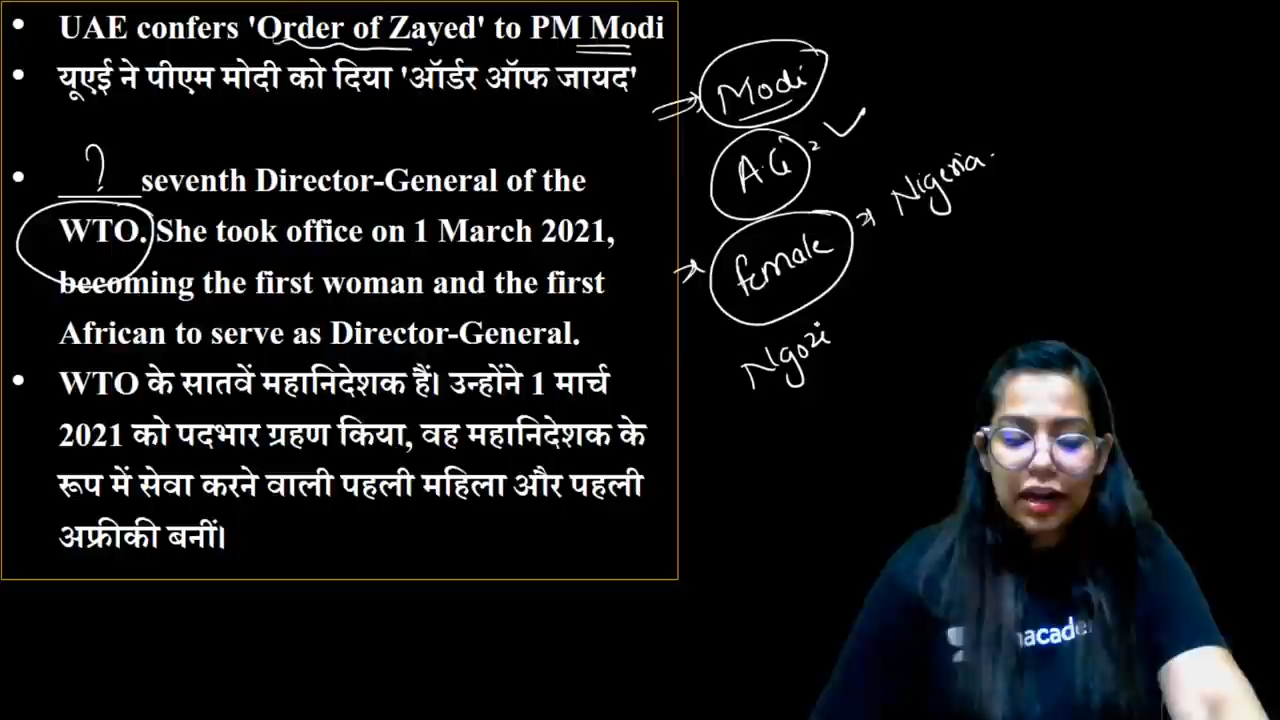 UAE confers 'Order of Zayed' to PM Modi
यूएई ने पीएम मोदी को दिया 'ऑर्डर ऑफ जायद'
? seventh Director-General of the
WTO. She took office on 1 March 2021,
becoming the first woman and the first
African to serve as Director-General.
WTO के सातवें महानिदेशक हैं। उन्होंने 1 मार्च
2021 को पदभार ग्रहण किया, वह महानिदेशक के
रूप में सेवा करने वाली पहली महिला और पहली
अफ्रीकी बनीं।
Modi
A.G
female
Nigeria
Ngozi